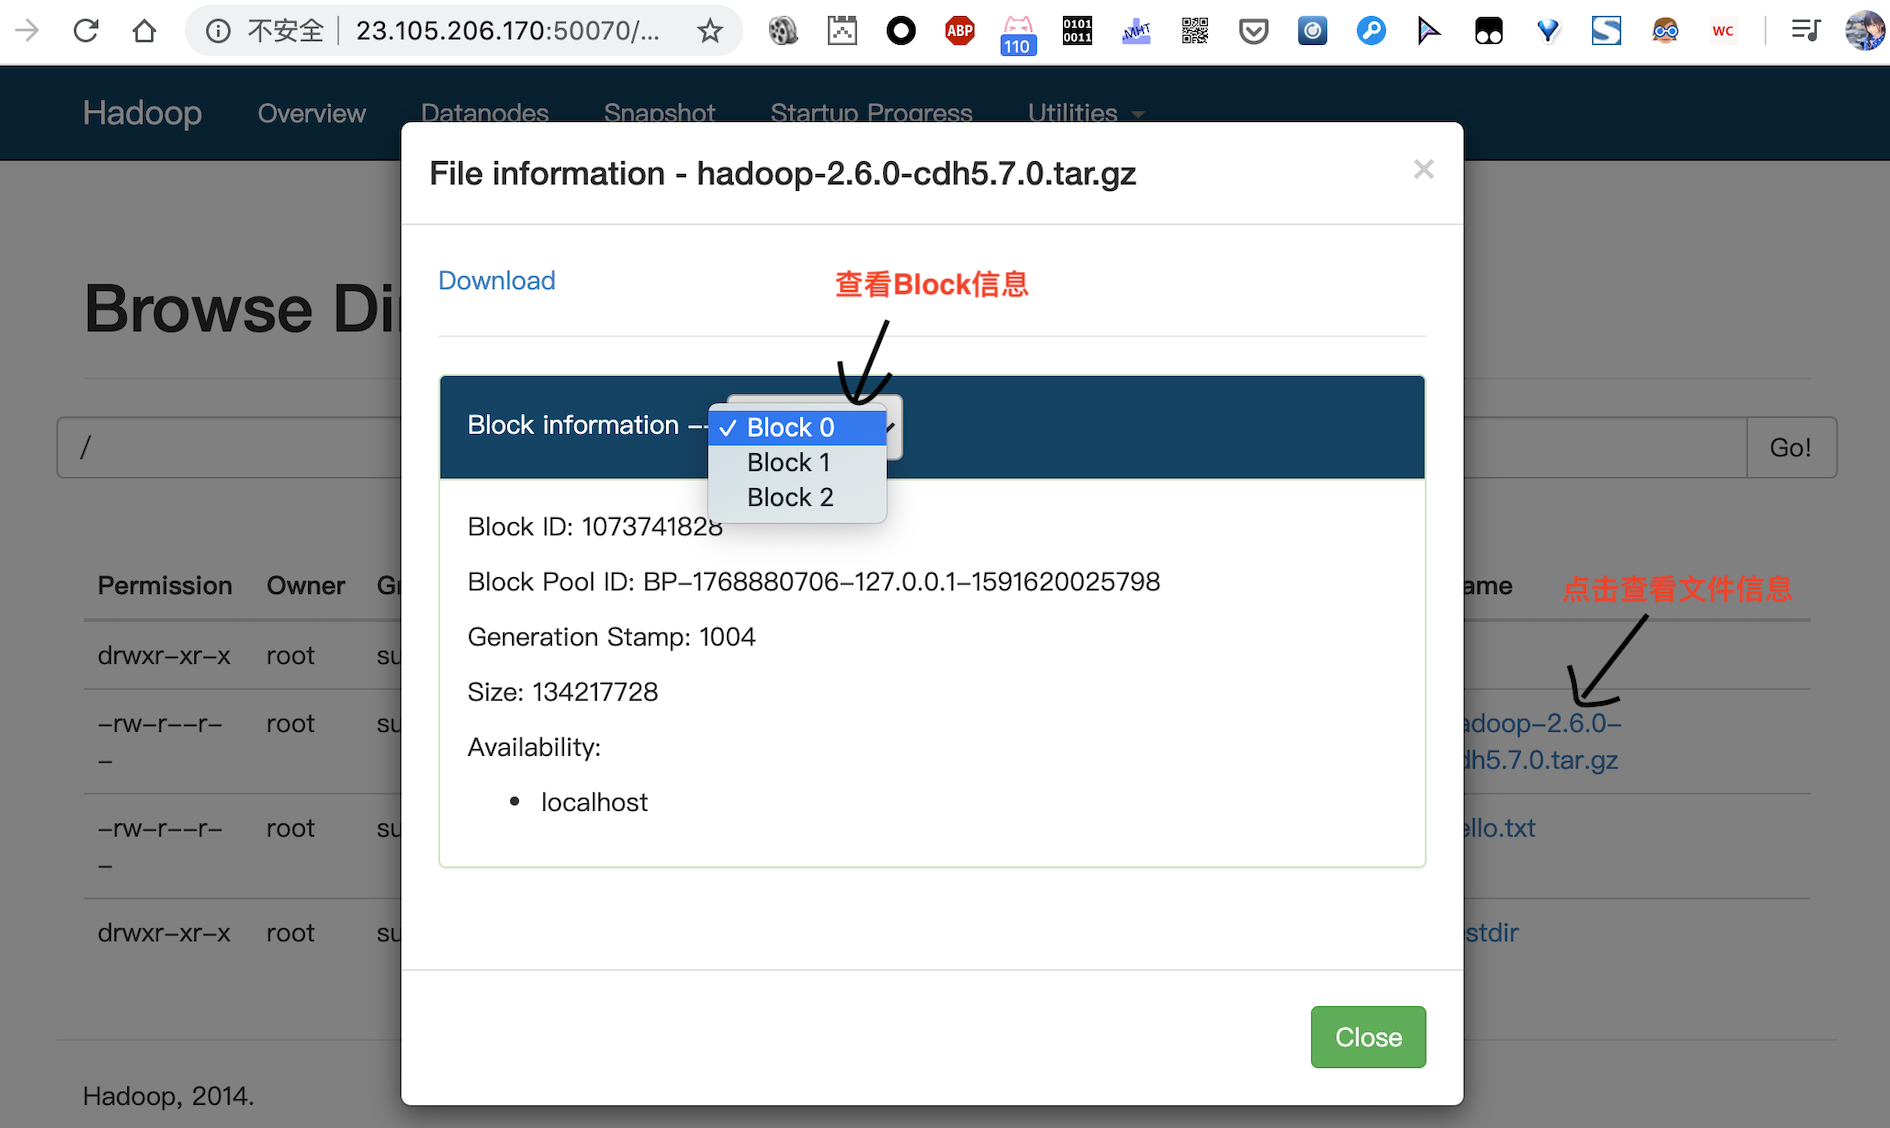 不安全 23.105.206.170:50070/...
ABP
110
0101
0011
MHT
WC
Hadoop Overview Datanodes Snapshot Startup Progress Utilities
File information - hadoop-2.6.0-cdh5.7.0.tar.gz
×
Download
查看Block信息
Browse Di
Block information --
Block 0
Block 1
Block 2
/
Go!
Block ID: 1073741828
Block Pool ID: BP-1768880706-127.0.0.1-1591620025798
Generation Stamp: 1004
Size: 134217728
Availability:
localhost
Permission Owner Gr
ame
点击查看文件信息
drwxr-xr-x root su
-rw-r--r-
- root su
adoop-2.6.0-
dh5.7.0.tar.gz
-rw-r--r-
- root su
ello.txt
drwxr-xr-x root su
stdir
Close
Hadoop, 2014.